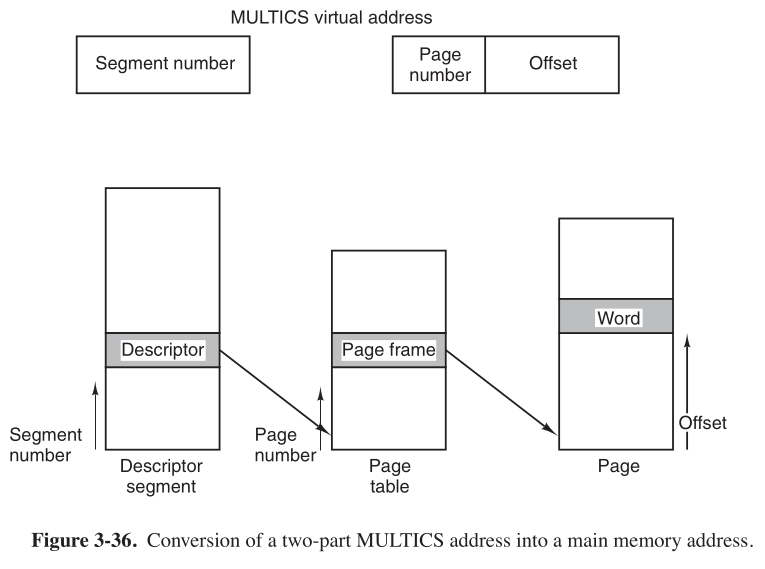 MULTICS virtual address
Segment number
Page
number
Offset
Descriptor
Page frame
Word
Segment
number
Page
number
Offset
Descriptor
segment
Page
table
Page
Figure 3-36. Conversion of a two-part MULTICS address into a main memory address.